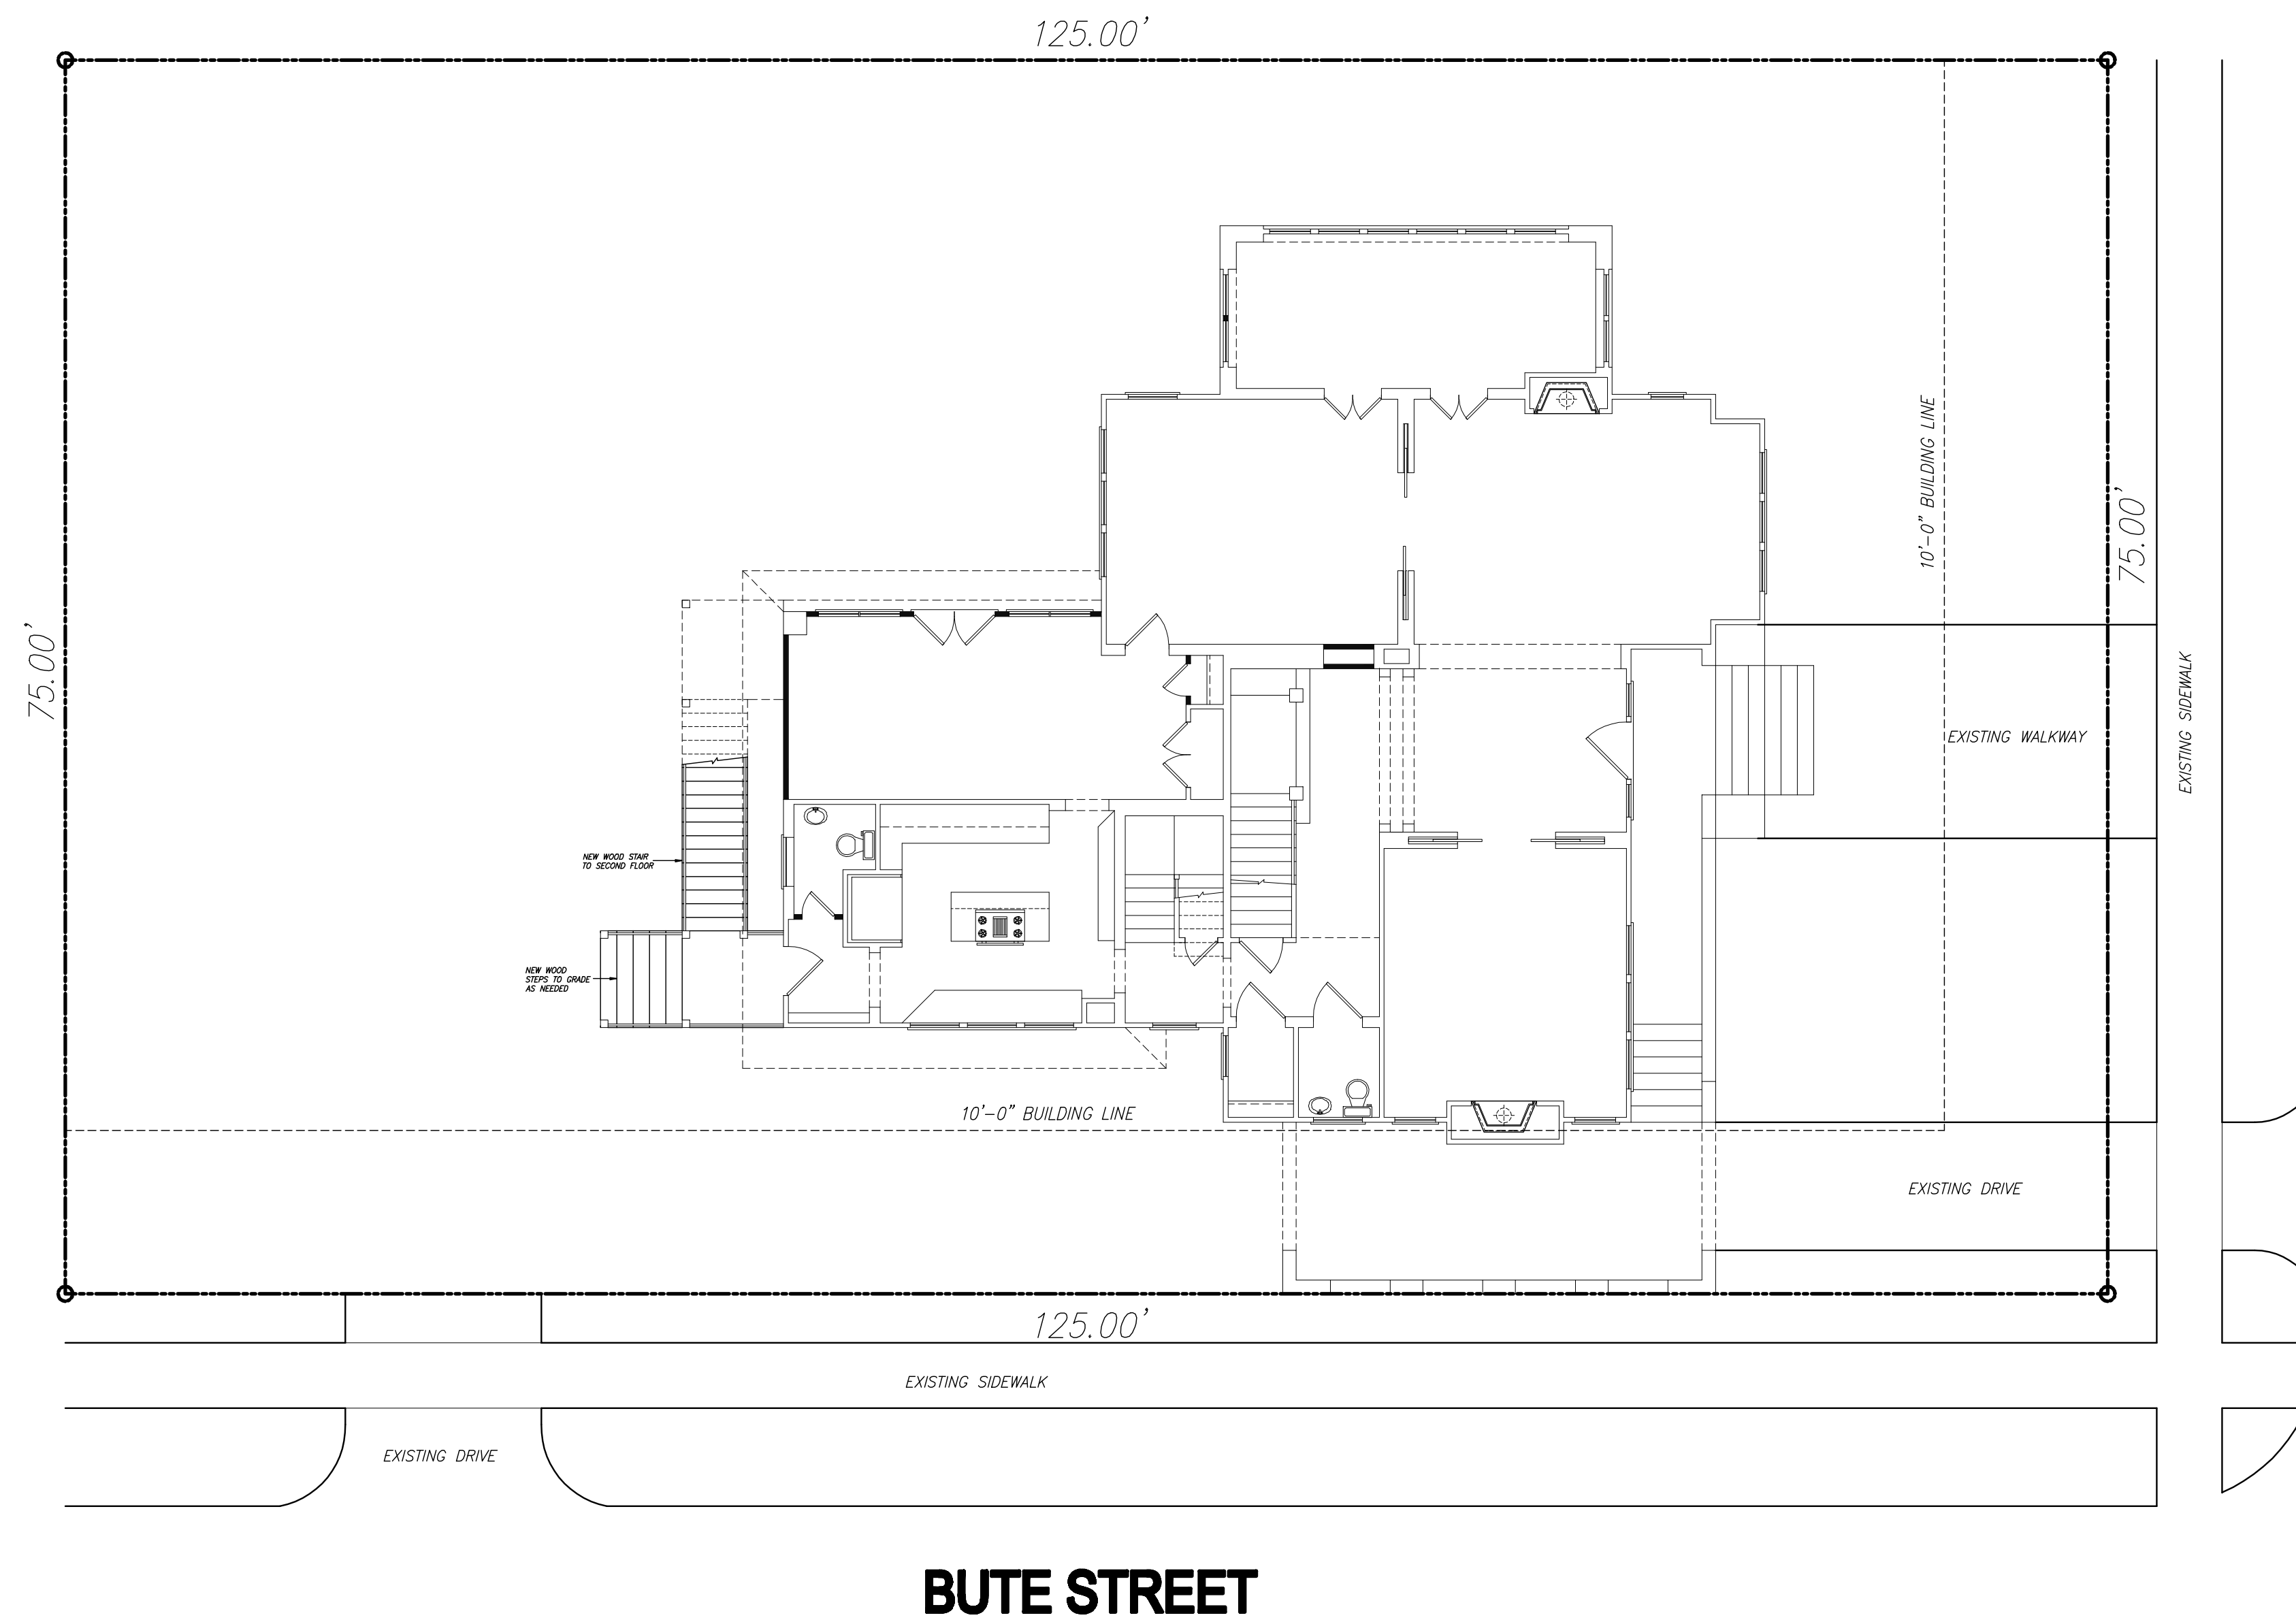 125.00'
10'-0" BUILDING LINE
75.00'
75.00'
EXISTING SIDEWALK
EXISTING WALKWAY
NEW WOOD STAIR
TO SECOND FLOOR
NEW WOOD
STEPS TO GRADE
AS NEEDED
10'-0" BUILDING LINE
EXISTING DRIVE
125.00'
EXISTING SIDEWALK
EXISTING DRIVE
BUTE STREET